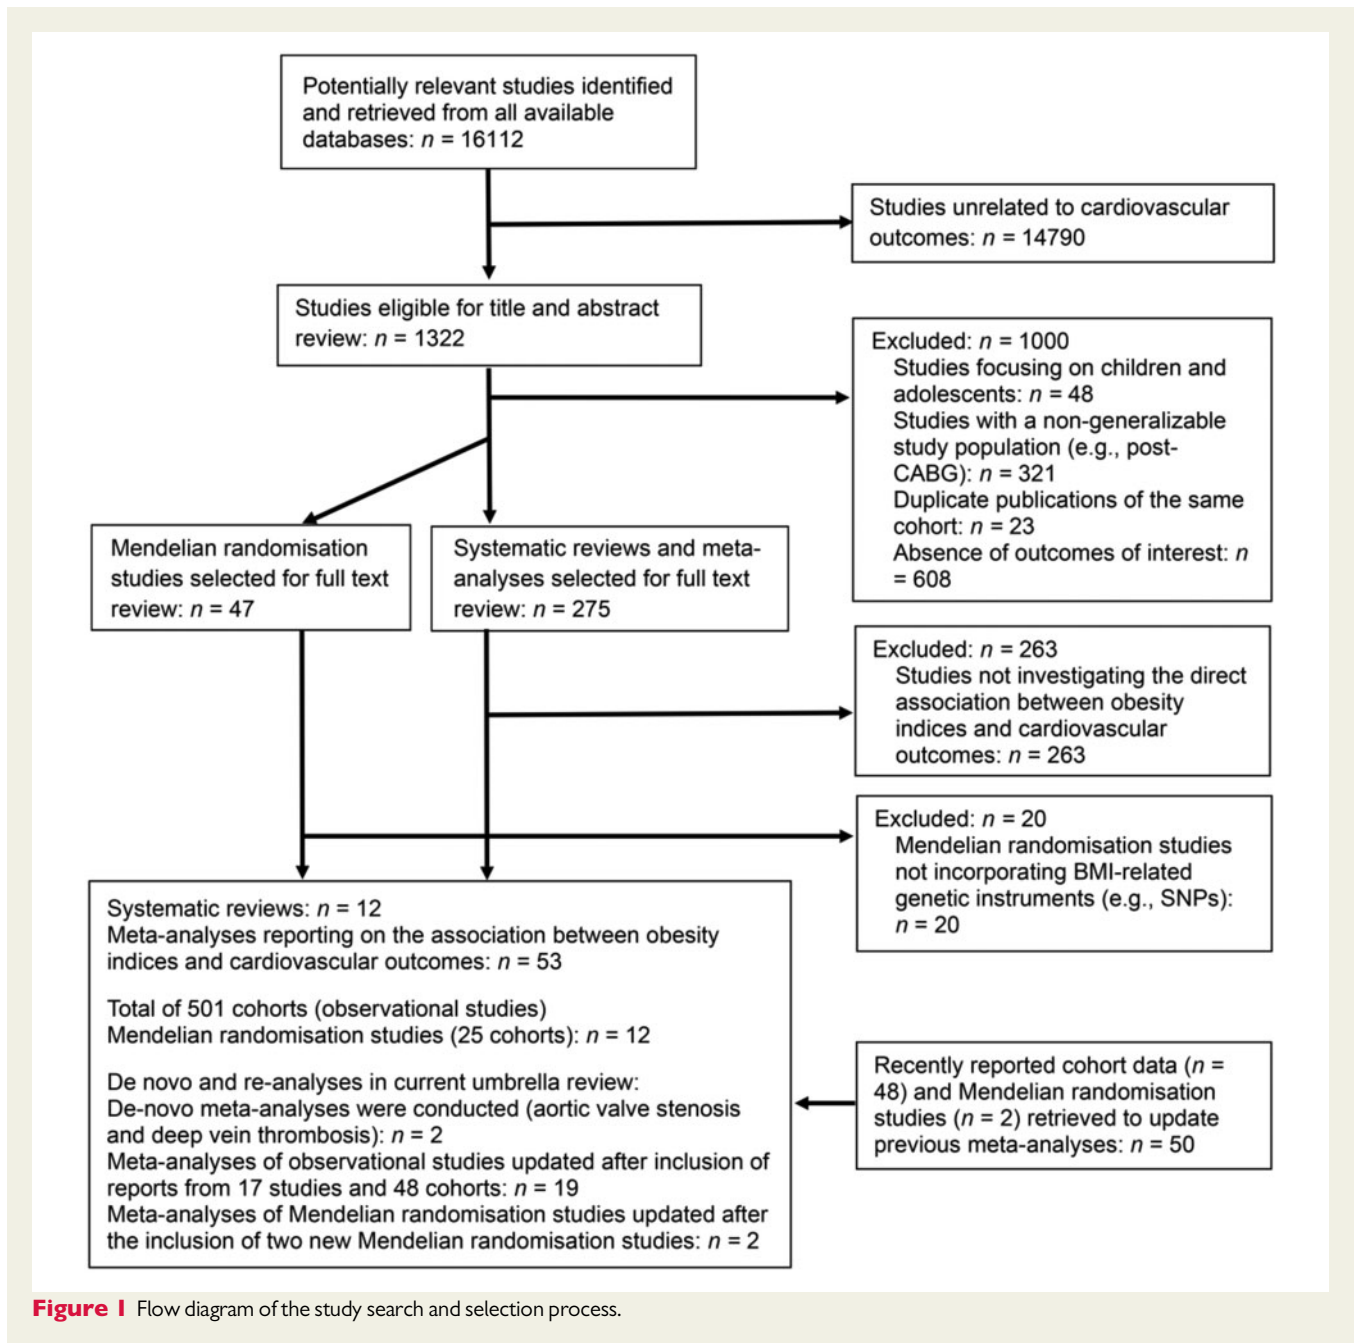 Potentially relevant studies identified
and retrieved from all available
databases: n = 16112
Studies unrelated to cardiovascular
outcomes: n = 14790
Studies eligible for title and abstract
review: n = 1322
Excluded: n = 1000
Studies focusing on children and
adolescents: n = 48
Studies with a non-generalizable
study population (e.g., post-
CABG): n = 321
Duplicate publications of the same
cohort: n = 23
Absence of outcomes of interest: n
= 608
Mendelian randomisation
studies selected for full text
review: n = 47
Systematic reviews and meta-
analyses selected for full text
review: n = 275
Excluded: n = 263
Studies not investigating the direct
association between obesity
indices and cardiovascular
outcomes: n = 263
Excluded: n = 20
Mendelian randomisation studies
not incorporating BMI-related
genetic instruments (e.g., SNPs):
n = 20
Systematic reviews: n = 12
Meta-analyses reporting on the association between obesity
indices and cardiovascular outcomes: n = 53
Total of 501 cohorts (observational studies)
Mendelian randomisation studies (25 cohorts): n = 12
De novo and re-analyses in current umbrella review:
De-novo meta-analyses were conducted (aortic valve stenosis
and deep vein thrombosis): n = 2
Meta-analyses of observational studies updated after inclusion of
reports from 17 studies and 48 cohorts: n = 19
Meta-analyses of Mendelian randomisation studies updated after
the inclusion of two new Mendelian randomisation studies: n = 2
Recently reported cohort data (n =
48) and Mendelian randomisation
studies (n = 2) retrieved to update
previous meta-analyses: n = 50
Figure 1 Flow diagram of the study search and selection process.